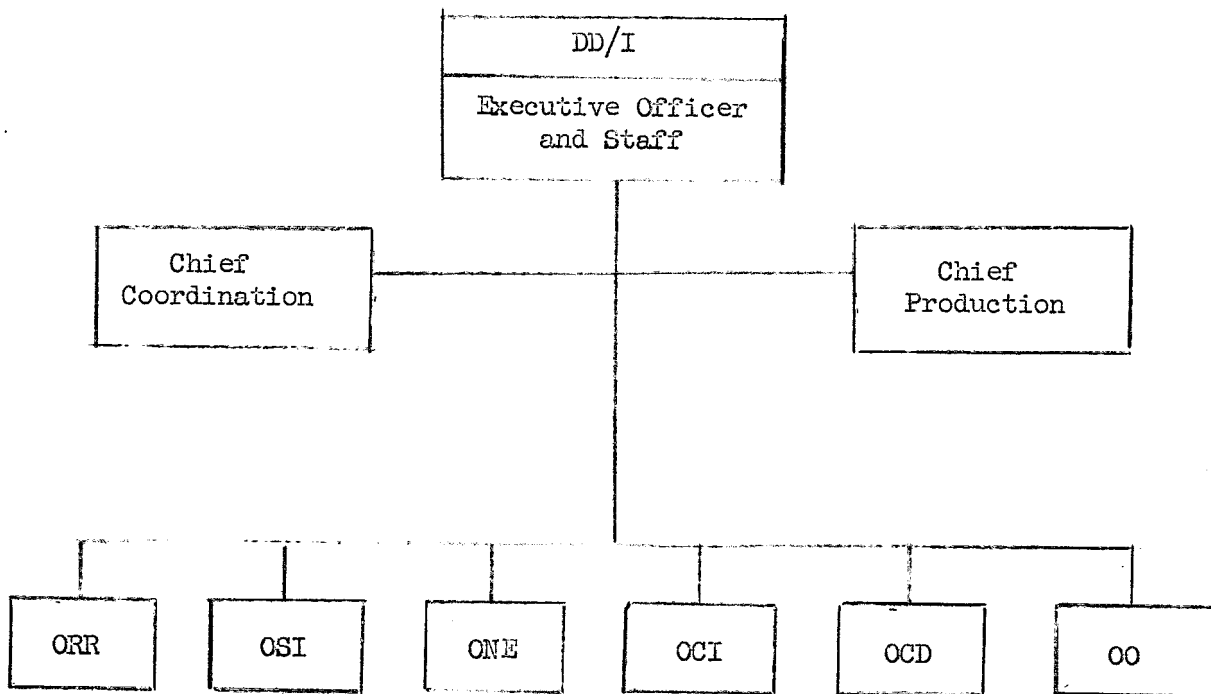 DD/I
Executive Officer
and Staff
Chief
Coordination
Chief
Production
ORR
OSI
ONE
OCI
OCD
OO